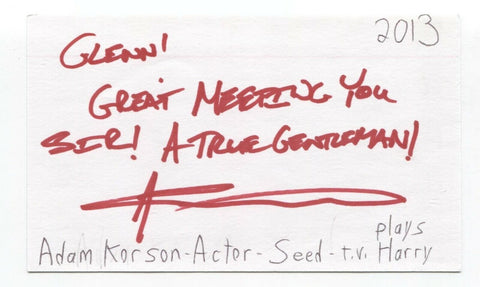 2013
GLENN!
GREAT MEETING YOU
SIR! A TRUE GENTLEMAN!
plays
Adam Korson-Actor-Seed-t.v. Harry